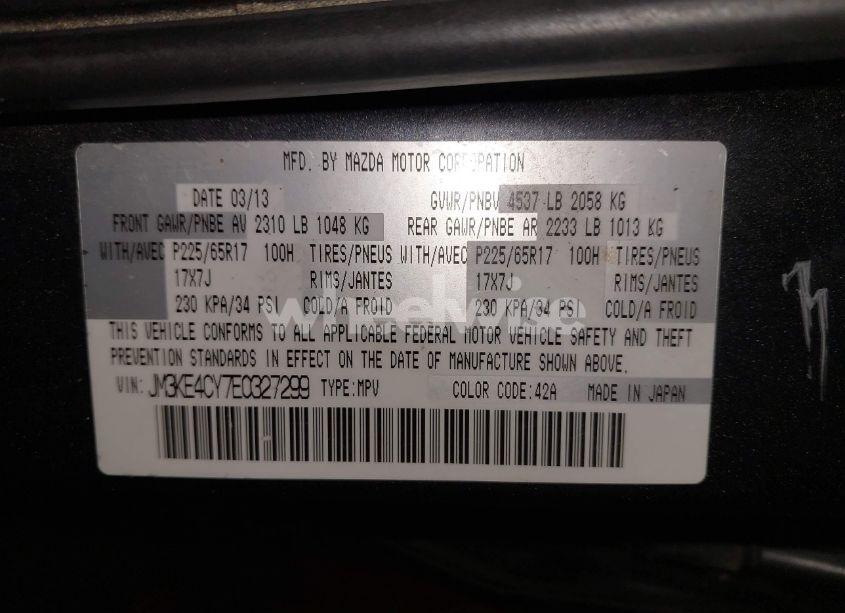 MFD. BY MAZDA MOTOR CORPORATION
DATE 03/13 GVWR/PNBV 4537 LB 2058 KG
FRONT GAWR/PNBE AV 2310 LB 1048 KG REAR GAWR/PNBE AR 2233 LB 1013 KG
WITH/AVEC P225/65R17 100H TIRES/PNEUS WITH/AVEC P225/65R17 100H TIRES/PNEUS
17X7J RIMS/JANTES 17X7J RIMS/JANTES
230 KPA/34 PSI COLD/A FROID 230 KPA/34 PSI COLD/A FROID
wheelwise
THIS VEHICLE CONFORMS TO ALL APPLICABLE FEDERAL MOTOR VEHICLE SAFETY AND THEFT
PREVENTION STANDARDS IN EFFECT ON THE DATE OF MANUFACTURE SHOWN ABOVE.
VIN: JM3KE4CY7E0327299 TYPE:MPV COLOR CODE:42A MADE IN JAPAN